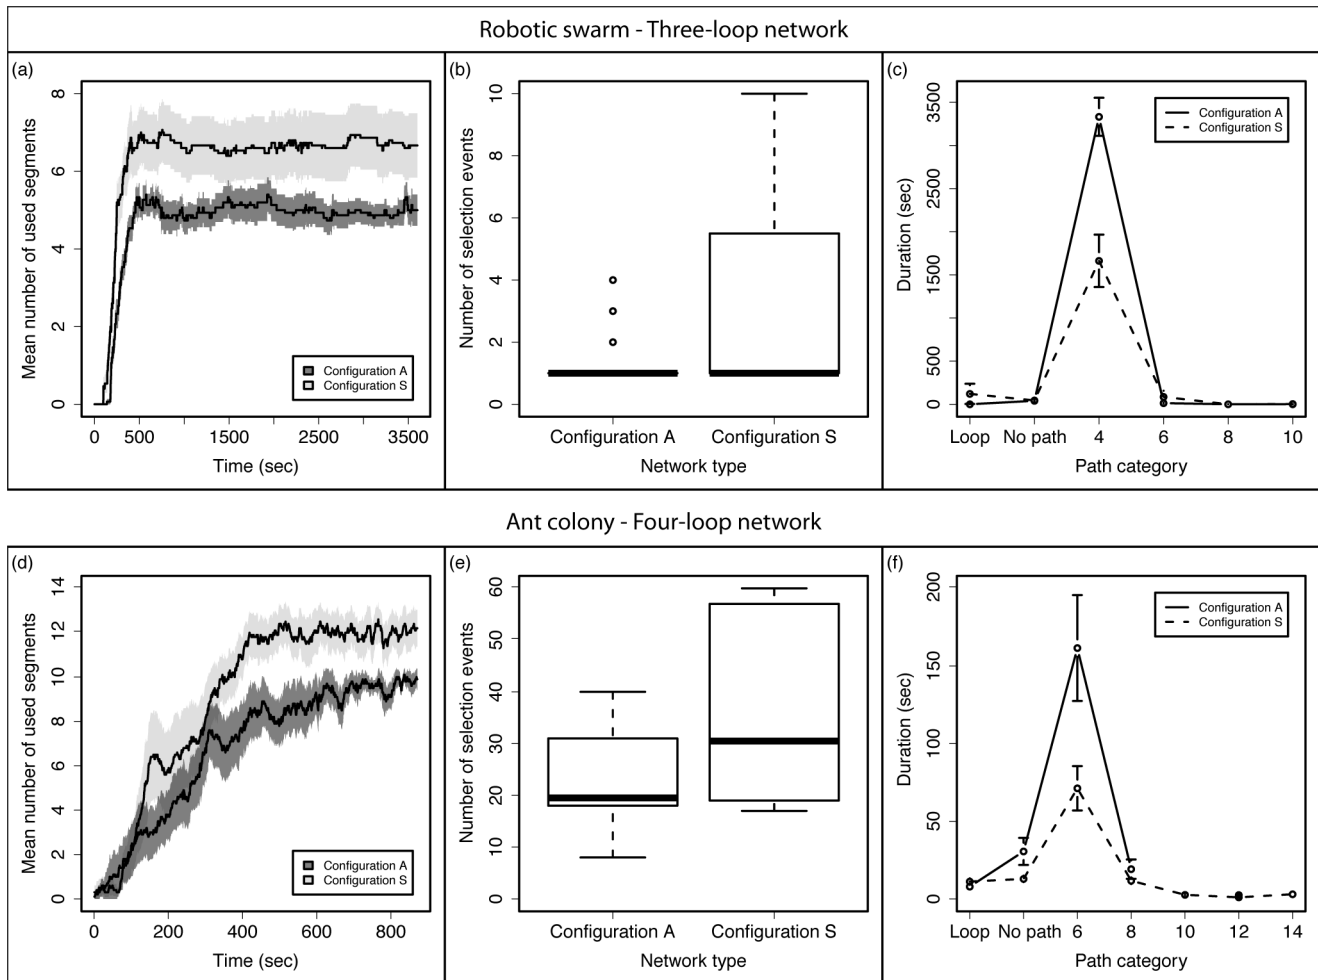 Robotic swarm - Three-loop network
(a)
Mean number of used segments
8
6
4
2
0
0 500 1500 2500 3500
Time (sec)
Configuration A
Configuration S
(b)
Number of selection events
10
8
6
4
2
0
Configuration A Configuration S
Network type
(c)
Duration (sec)
3500
2500
1500
500
0
Loop No path 4 6 8 10
Path category
Configuration A
Configuration S
Ant colony - Four-loop network
(d)
Mean number of used segments
14
12
10
8
6
4
2
0
0 200 400 600 800
Time (sec)
Configuration A
Configuration S
(e)
Number of selection events
60
50
40
30
20
10
0
Configuration A Configuration S
Network type
(f)
Duration (sec)
200
150
100
50
0
Loop No path 6 8 10 12 14
Path category
Configuration A
Configuration S